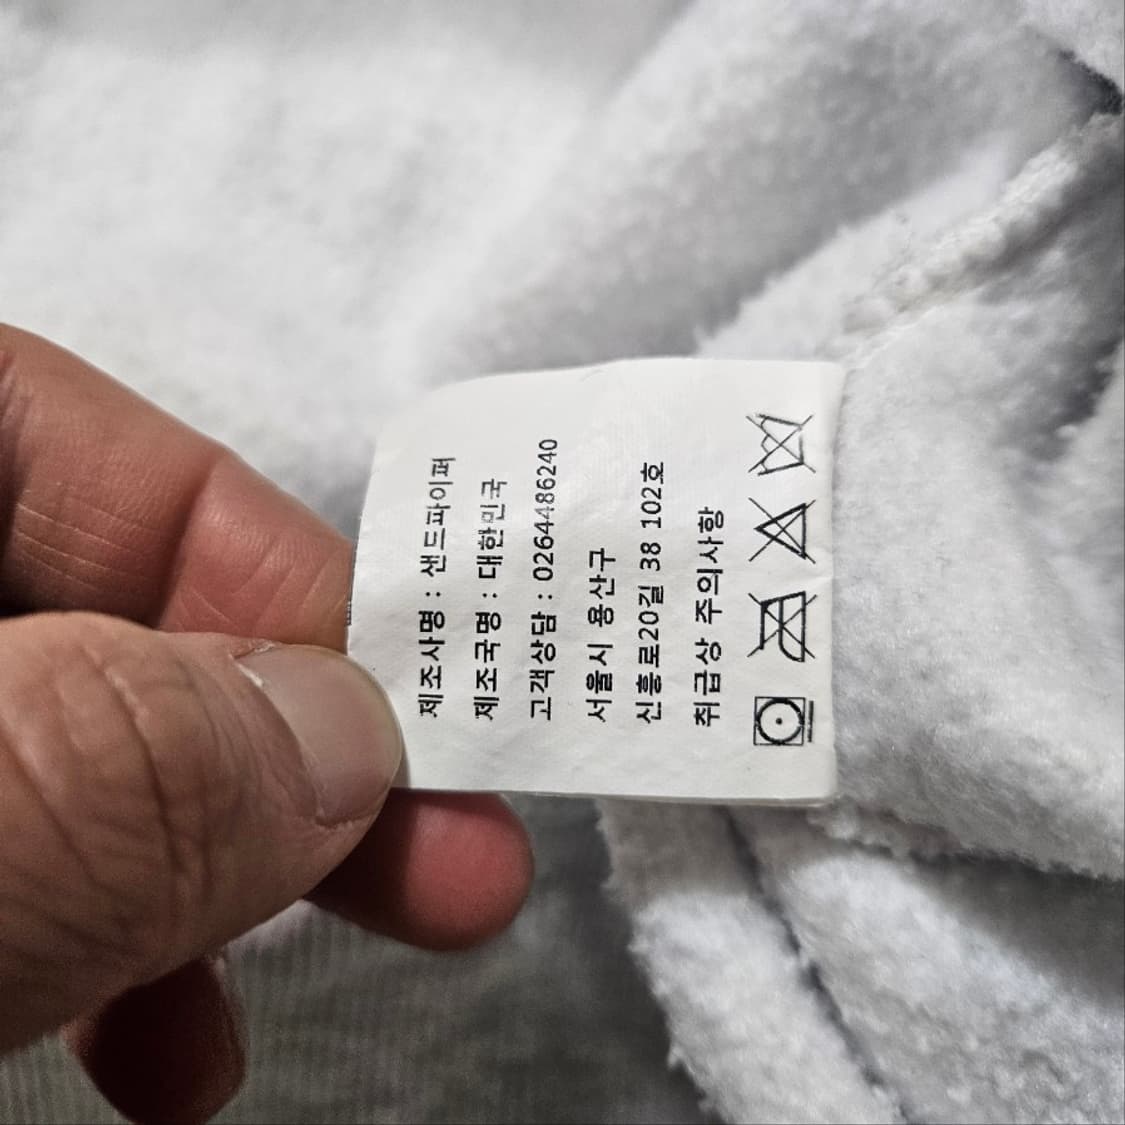 제조사명 : 샌드파이퍼
제조국명 : 대한민국
고객상담 : 0264486240
서울시 용산구
신흥로20길 38 102호
취급상 주의사항